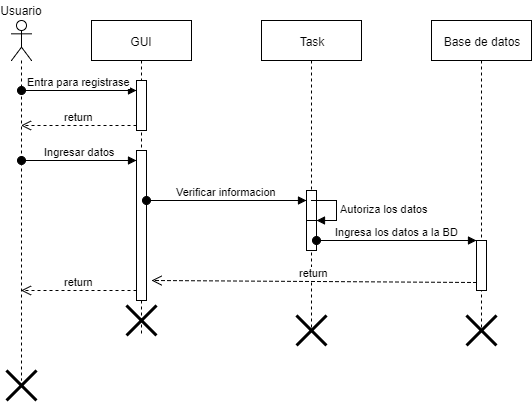 Usuario
GUI
Task
Base de datos
Entra para registrase
return
Ingresar datos
Verificar informacion
Autoriza los datos
Ingresa los datos a la BD
return
return